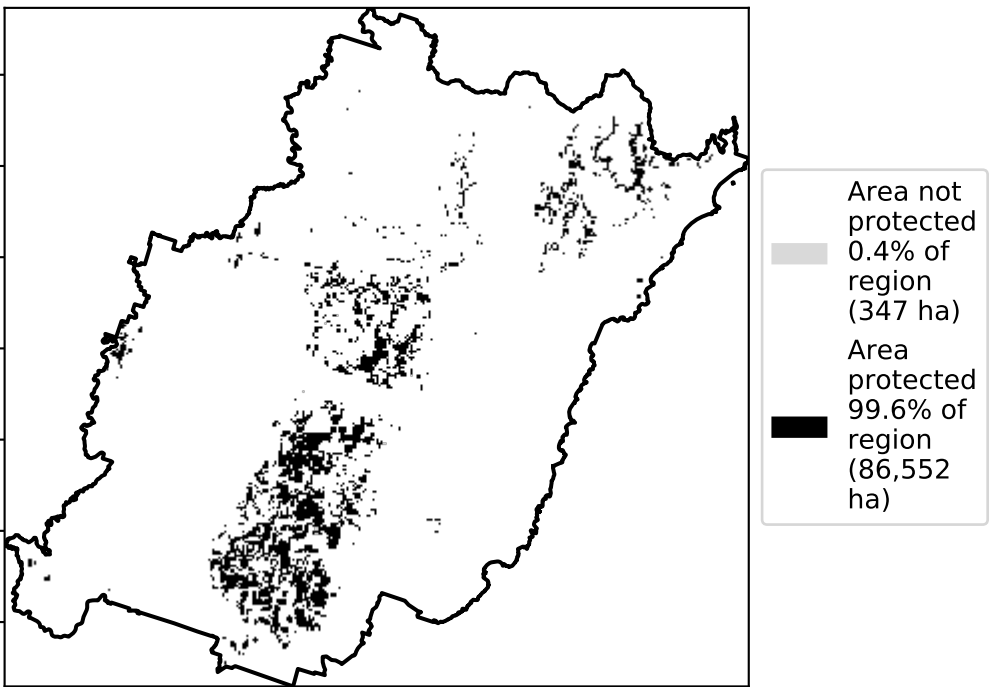 Area not
protected
0.4% of
region
(347 ha)
Area
protected
99.6% of
region
(86,552
ha)